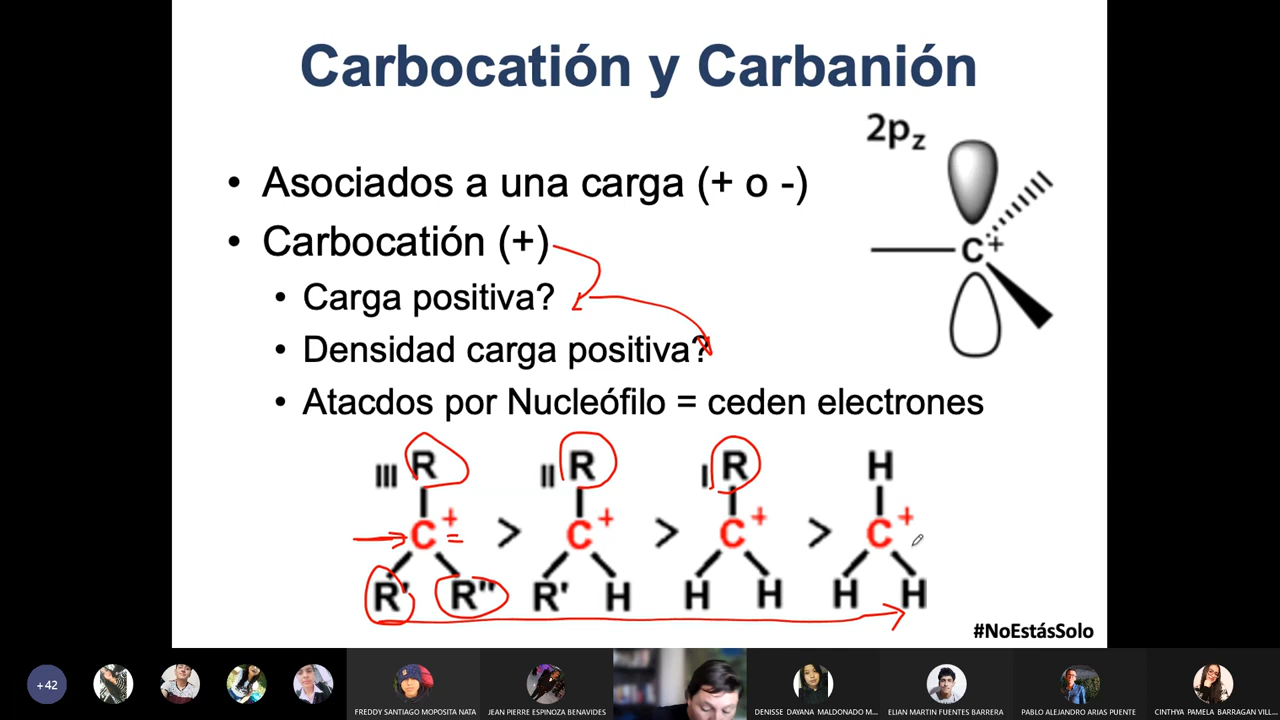 Carbocatión y Carbanión
2pz
• Asociados a una carga (+ o -)
• Carbocatión (+)
C+
• Carga positiva?
• Densidad carga positiva?
• Atacdos por Nucleófilo = ceden electrones
III R II R I R H
C+ > C+ > C+ > C+
R' R" R' H H H H H
#NoEstásSolo
+42
FREDDY SANTIAGO MOPOSITA NATA
JEAN PIERRE ESPINOZA BENAVIDES
DENISSE DAYANA MALDONADO M...
ELIAN MARTIN FUENTES BARRERA
PABLO ALEJANDRO ARIAS PUENTE
CINTHYA PAMELA BARRAGAN VILL...